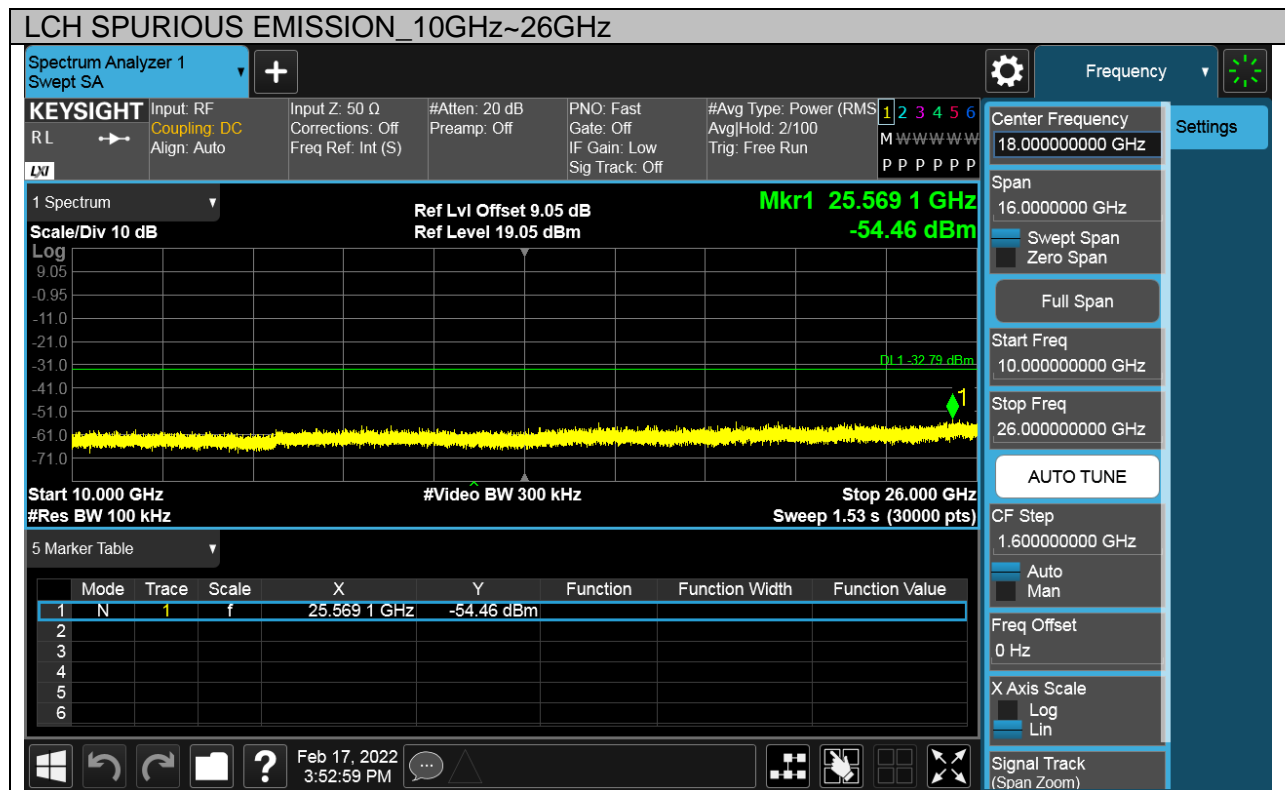 LCH SPURIOUS EMISSION_10GHz~26GHz
Spectrum Analyzer 1
Swept SA
+
Frequency
KEYSIGHT
RL
LXI
Input: RF
Coupling: DC
Align: Auto
Input Z: 50 Ω
Corrections: Off
Freq Ref: Int (S)
#Atten: 20 dB
Preamp: Off
PNO: Fast
Gate: Off
IF Gain: Low
Sig Track: Off
#Avg Type: Power (RMS
Avg|Hold: 2/100
Trig: Free Run
1 2 3 4 5 6
M W W W W W
P P P P P P
Center Frequency
18.000000000 GHz
Settings
Span
16.0000000 GHz
Swept Span
Zero Span
Full Span
Start Freq
10.000000000 GHz
Stop Freq
26.000000000 GHz
AUTO TUNE
CF Step
1.600000000 GHz
Auto
Man
Freq Offset
0 Hz
X Axis Scale
Log
Lin
Signal Track
(Span Zoom)
1 Spectrum
Scale/Div 10 dB
Ref Lvl Offset 9.05 dB
Ref Level 19.05 dBm
Mkr1 25.569 1 GHz
-54.46 dBm
Log
9.05
-0.95
-11.0
-21.0
-31.0
DL1 -32.79 dBm
-41.0
1
-51.0
-61.0
-71.0
Start 10.000 GHz
#Video BW 300 kHz
Stop 26.000 GHz
#Res BW 100 kHz
Sweep 1.53 s (30000 pts)
5 Marker Table
Mode Trace Scale X Y Function Function Width Function Value
1 N 1 f 25.569 1 GHz -54.46 dBm
2
3
4
5
6
?
Feb 17, 2022
3:52:59 PM